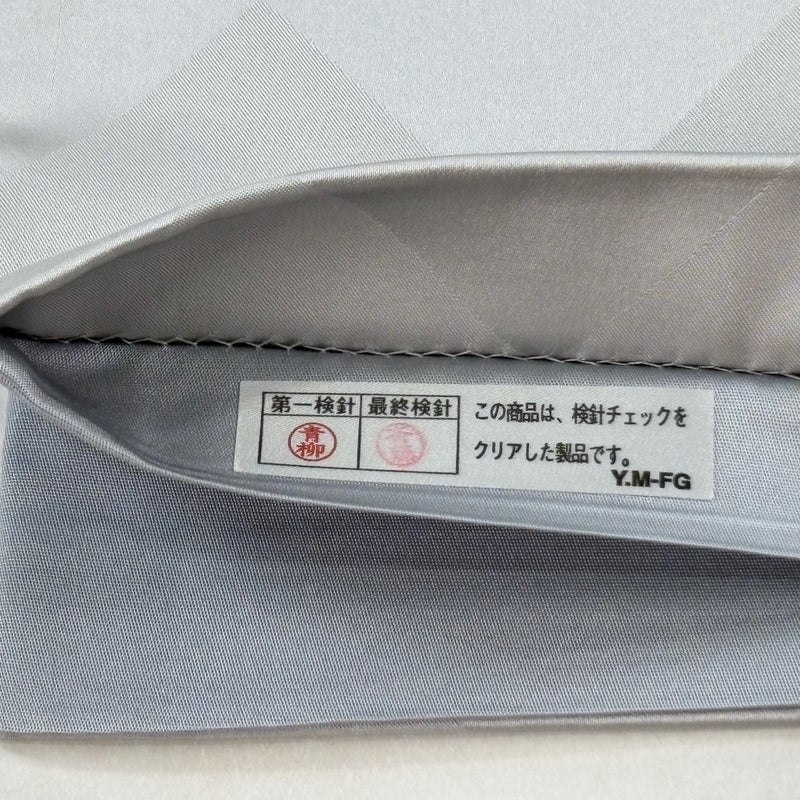 第一検針 最終検針
青柳
この商品は、検針チェックを
クリアした製品です。
Y.M-FG